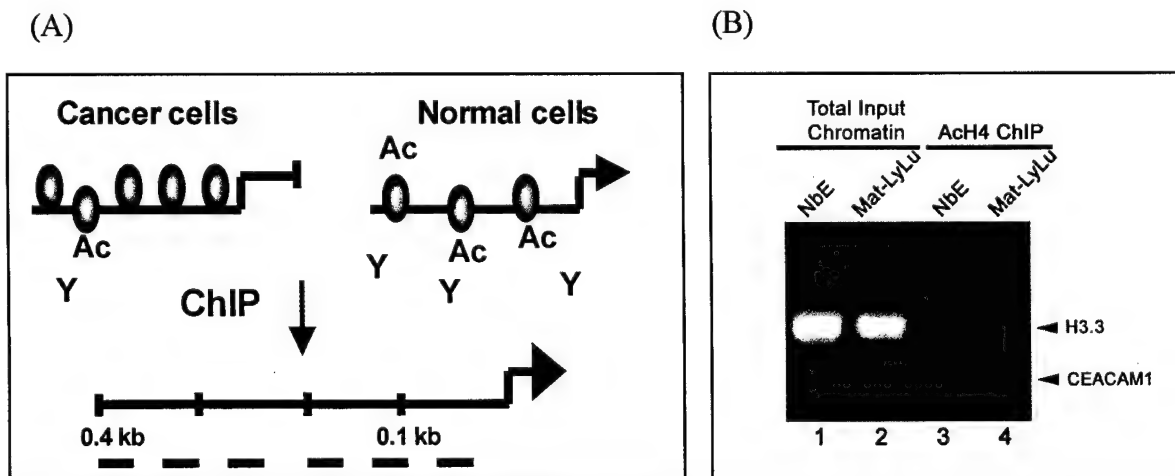 (A)
(B)
Cancer cells
Normal cells
Ac
Ac
Ac
Ac
Y
Y
Y
Y
ChIP
0.4 kb
0.1 kb
Total Input
Chromatin
AcH4 ChIP
NbE
Mat-LyLu
NbE
Mat-LyLu
H3.3
CEACAM1
1
2
3
4